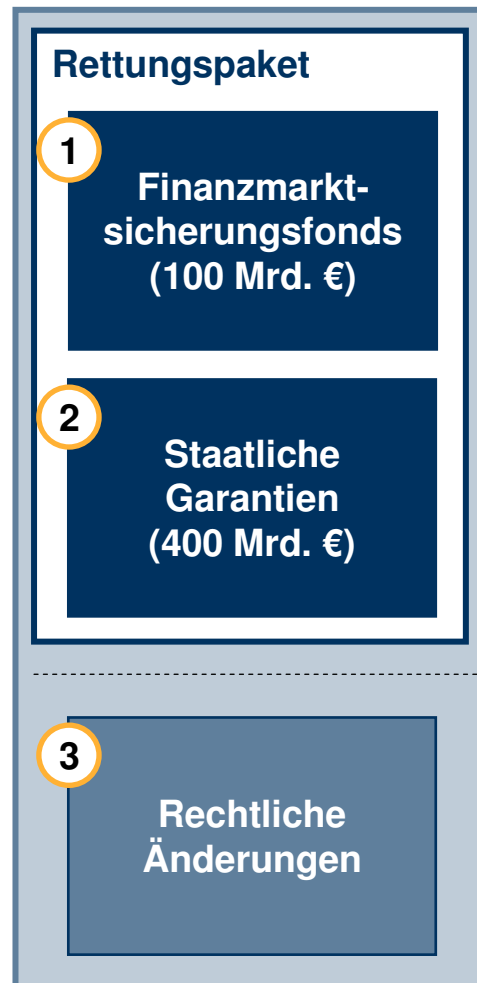 Rettungspaket
1
Finanzmarkt-
sicherungsfonds
(100 Mrd. €)
2
Staatliche
Garantien
(400 Mrd. €)
3
Rechtliche
Änderungen